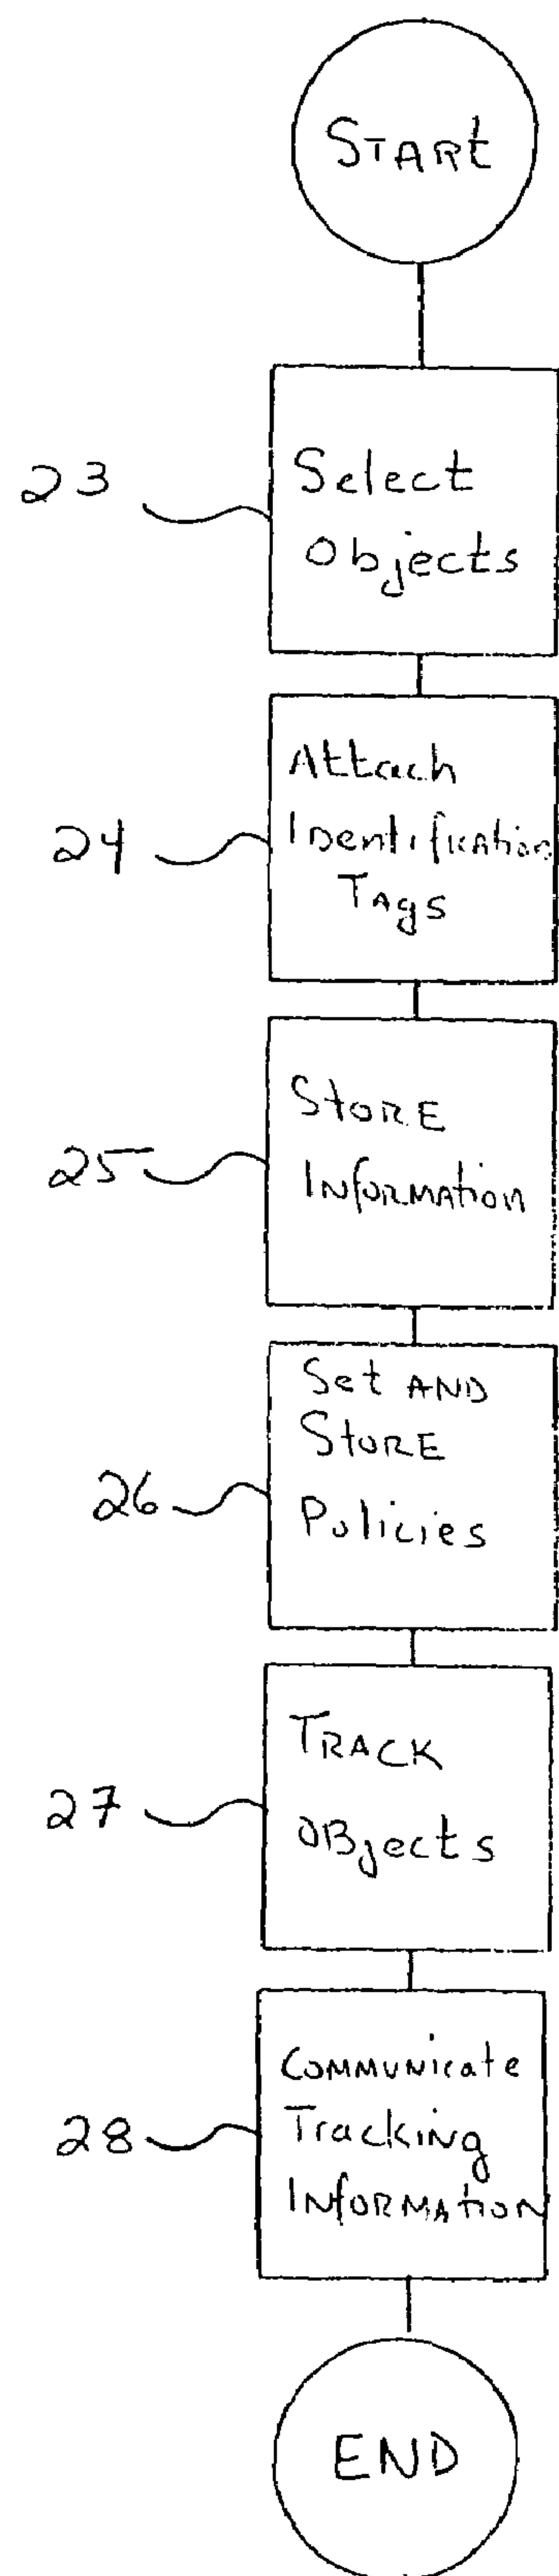 START
23
Select
Objects
24
Attach
Identification
Tags
25
Store
Information
26
Set AND
Store
Policies
27
Track
Objects
28
Communicate
Tracking
Information
END